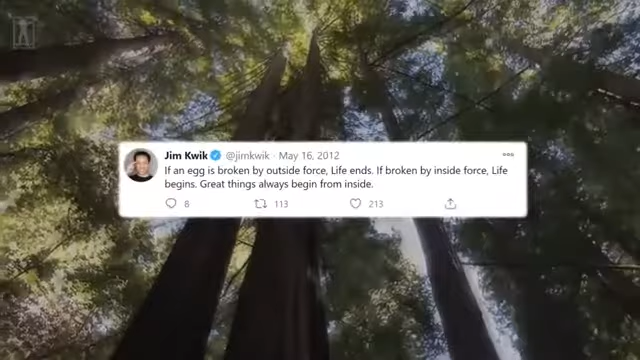 Jim Kwik @jimkwik · May 16, 2012
If an egg is broken by outside force, Life ends. If broken by inside force, Life
begins. Great things always begin from inside.
8 113 213